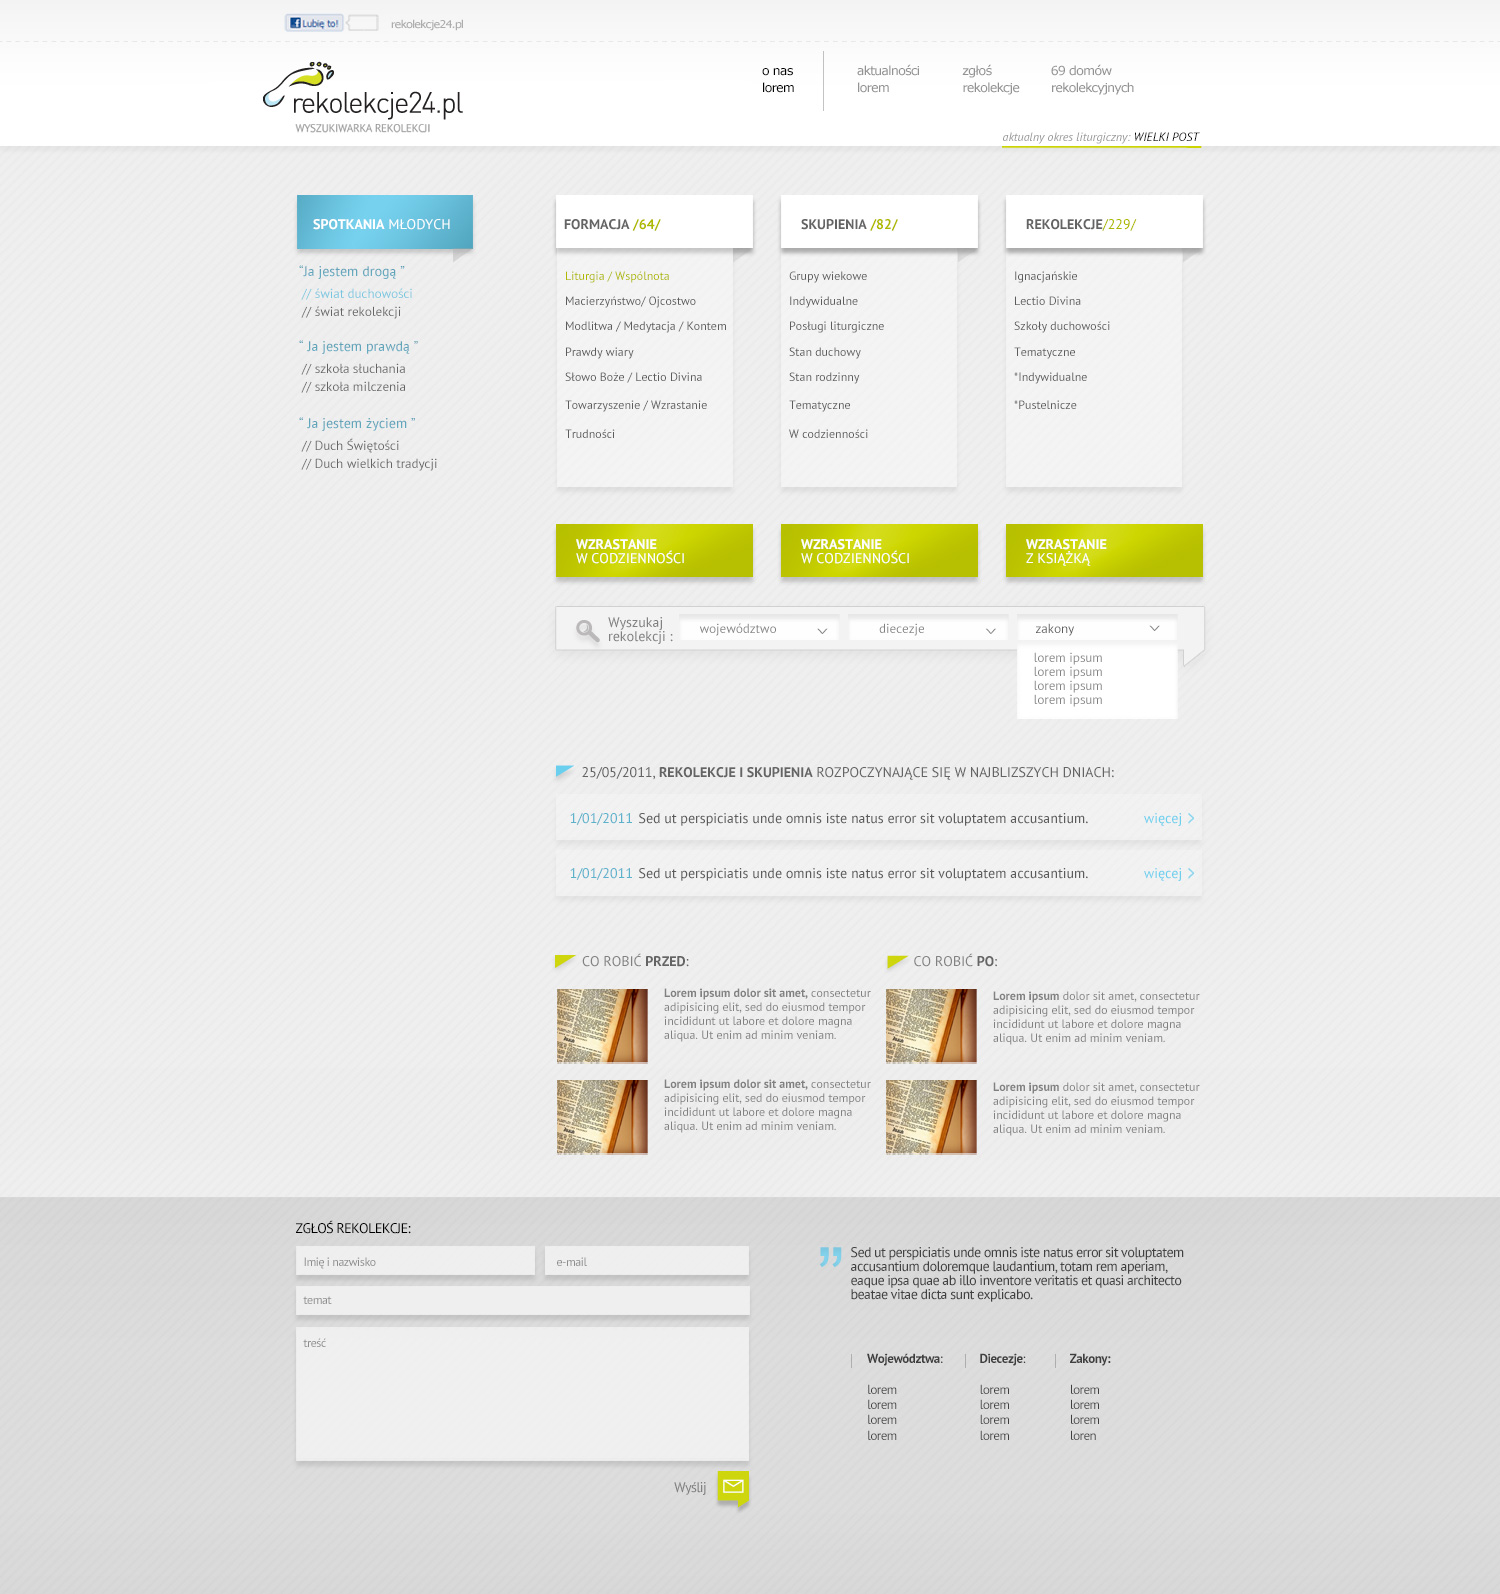 Lubię to!
rekolekcje24.pl
rekolekcje24.pl
WYSZUKIWARKA REKOLEKCJI
o nas
lorem
aktualności
lorem
zgłoś
rekolekcje
69 domów
rekolekcyjnych
aktualny okres liturgiczny: WIELKI POST
SPOTKANIA MŁODYCH
“Ja jestem drogą ”
// świat duchowości
// świat rekolekcji
“ Ja jestem prawdą ”
// szkoła słuchania
// szkoła milczenia
“ Ja jestem życiem ”
// Duch Świętości
// Duch wielkich tradycji
FORMACJA /64/
Liturgia / Wspólnota
Macierzyństwo/ Ojcostwo
Modlitwa / Medytacja / Kontem
Prawdy wiary
Słowo Boże / Lectio Divina
Towarzyszenie / Wzrastanie
Trudności
SKUPIENIA /82/
Grupy wiekowe
Indywidualne
Posługi liturgiczne
Stan duchowy
Stan rodzinny
Tematyczne
W codzienności
REKOLEKCJE/229/
Ignacjańskie
Lectio Divina
Szkoły duchowości
Tematyczne
*Indywidualne
*Pustelnicze
WZRASTANIE
W CODZIENNOŚCI
WZRASTANIE
W CODZIENNOŚCI
WZRASTANIE
Z KSIĄŻKĄ
Wyszukaj
rekolekcji :
województwo
diecezje
zakony
lorem ipsum
lorem ipsum
lorem ipsum
lorem ipsum
25/05/2011, REKOLEKCJE I SKUPIENIA ROZPOCZYNAJĄCE SIĘ W NAJBLIZSZYCH DNIACH:
1/01/2011 Sed ut perspiciatis unde omnis iste natus error sit voluptatem accusantium. więcej
1/01/2011 Sed ut perspiciatis unde omnis iste natus error sit voluptatem accusantium. więcej
CO ROBIĆ PRZED:
Lorem ipsum dolor sit amet, consectetur
adipisicing elit, sed do eiusmod tempor
incididunt ut labore et dolore magna
aliqua. Ut enim ad minim veniam.
Lorem ipsum dolor sit amet, consectetur
adipisicing elit, sed do eiusmod tempor
incididunt ut labore et dolore magna
aliqua. Ut enim ad minim veniam.
CO ROBIĆ PO:
Lorem ipsum dolor sit amet, consectetur
adipisicing elit, sed do eiusmod tempor
incididunt ut labore et dolore magna
aliqua. Ut enim ad minim veniam.
Lorem ipsum dolor sit amet, consectetur
adipisicing elit, sed do eiusmod tempor
incididunt ut labore et dolore magna
aliqua. Ut enim ad minim veniam.
ZGŁOŚ REKOLEKCJE:
Imię i nazwisko
e-mail
temat
treść
Wyślij
Sed ut perspiciatis unde omnis iste natus error sit voluptatem
accusantium doloremque laudantium, totam rem aperiam,
eaque ipsa quae ab illo inventore veritatis et quasi architecto
beatae vitae dicta sunt explicabo.
Województwa:
lorem
lorem
lorem
lorem
Diecezje:
lorem
lorem
lorem
lorem
Zakony:
lorem
lorem
lorem
loren